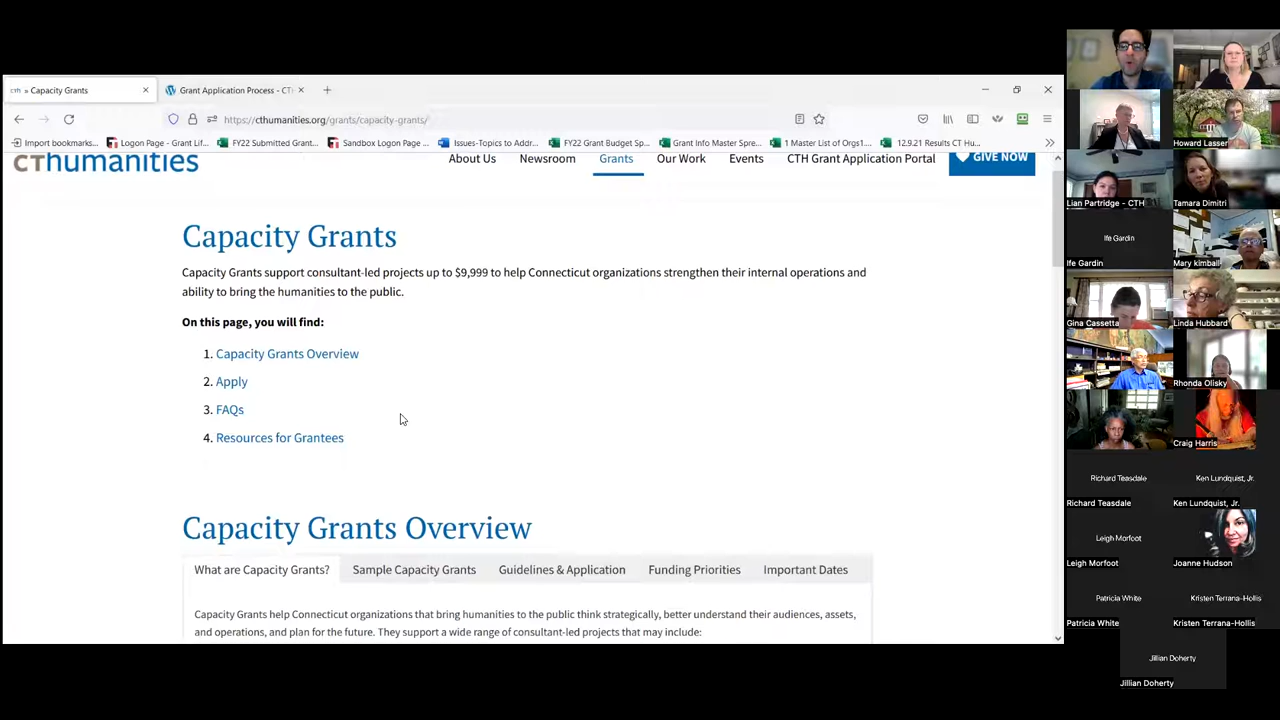 cth » Capacity Grants
Grant Application Process - CTH
https://cthumanities.org/grants/capacity-grants/
Import bookmarks...
Logon Page - Grant Lif...
FY22 Submitted Grant...
Sandbox Logon Page ...
Issues-Topics to Addr...
FY22 Grant Budget Sp...
Grant Info Master Spre...
1 Master List of Orgs1...
12.9.21 Results CT Hu...
CThumanities
About Us
Newsroom
Grants
Our Work
Events
CTH Grant Application Portal
GIVE NOW
Capacity Grants
Capacity Grants support consultant-led projects up to $9,999 to help Connecticut organizations strengthen their internal operations and
ability to bring the humanities to the public.
On this page, you will find:
1. Capacity Grants Overview
2. Apply
3. FAQs
4. Resources for Grantees
Capacity Grants Overview
What are Capacity Grants?
Sample Capacity Grants
Guidelines & Application
Funding Priorities
Important Dates
Capacity Grants help Connecticut organizations that bring humanities to the public think strategically, better understand their audiences, assets,
and operations, and plan for the future. They support a wide range of consultant-led projects that may include:
Howard Lasser
Lian Partridge - CTH
Tamara Dimitri
Ife Gardin
Ife Gardin
Mary kimball
Gina Cassetta
Linda Hubbard
Rhonda Olisky
Craig Harris
Richard Teasdale
Ken Lundquist, Jr.
Richard Teasdale
Ken Lundquist, Jr.
Leigh Morfoot
Leigh Morfoot
Joanne Hudson
Patricia White
Kristen Terrana-Hollis
Patricia White
Kristen Terrana-Hollis
Jillian Doherty
Jillian Doherty